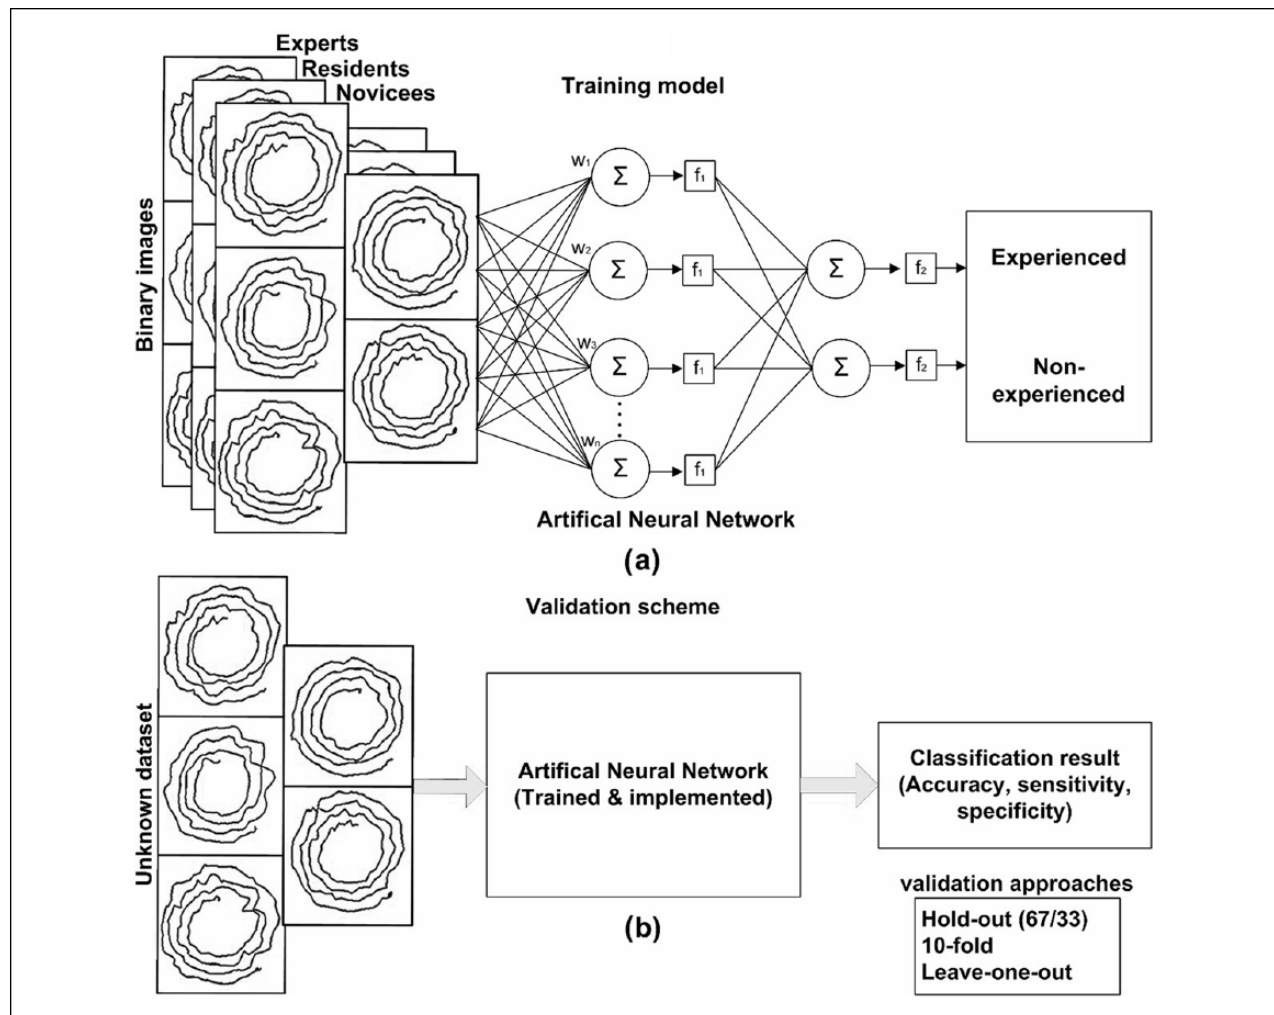 Experts
Residents
Novicees
Training model
Binary images
W₁
Σ
f₁
W₂
Σ
f₁
Σ
f₂
Experienced
W₃
Σ
f₁
Σ
f₂
Non-
experienced
Wₙ
Σ
f₁
Artifical Neural Network
(a)
Validation scheme
Unknown dataset
Artifical Neural Network
(Trained & implemented)
Classification result
(Accuracy, sensitivity,
specificity)
validation approaches
Hold-out (67/33)
10-fold
Leave-one-out
(b)